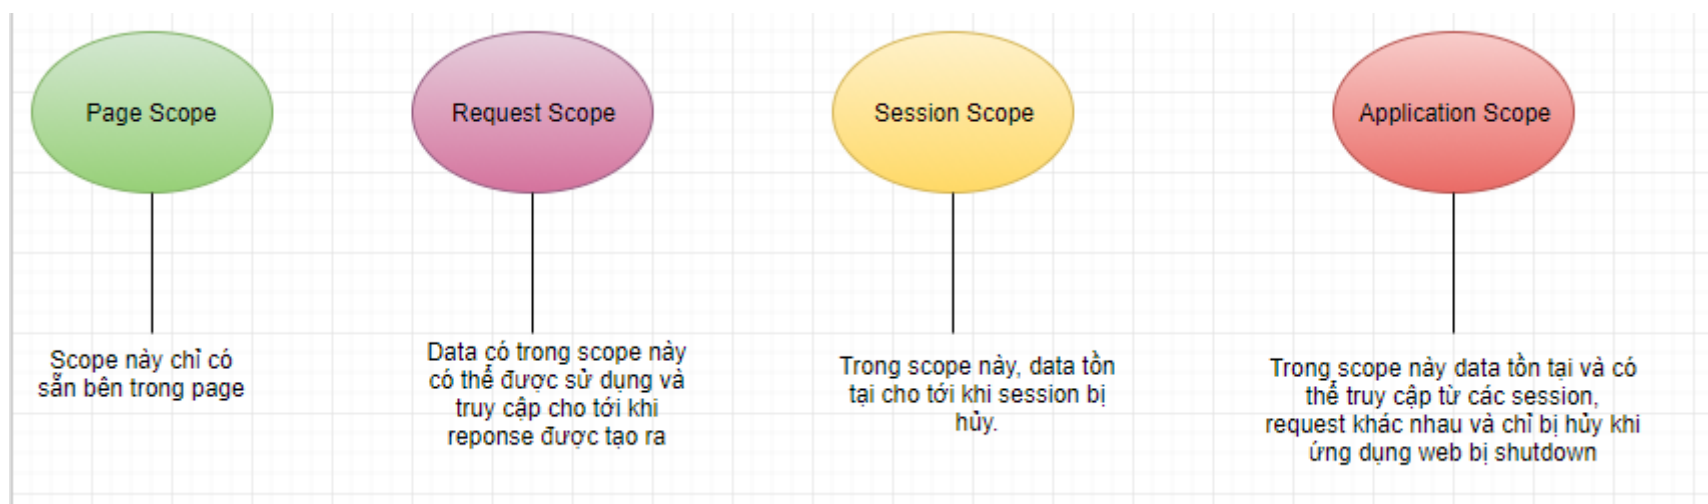 Page Scope
Request Scope
Session Scope
Application Scope
Scope này chỉ có
sẵn bên trong page
Data có trong scope này
có thể được sử dụng và
truy cập cho tới khi
reponse được tạo ra
Trong scope này, data tồn
tại cho tới khi session bị
hủy.
Trong scope này data tồn tại và có
thể truy cập từ các session,
request khác nhau và chỉ bị hủy khi
ứng dụng web bị shutdown